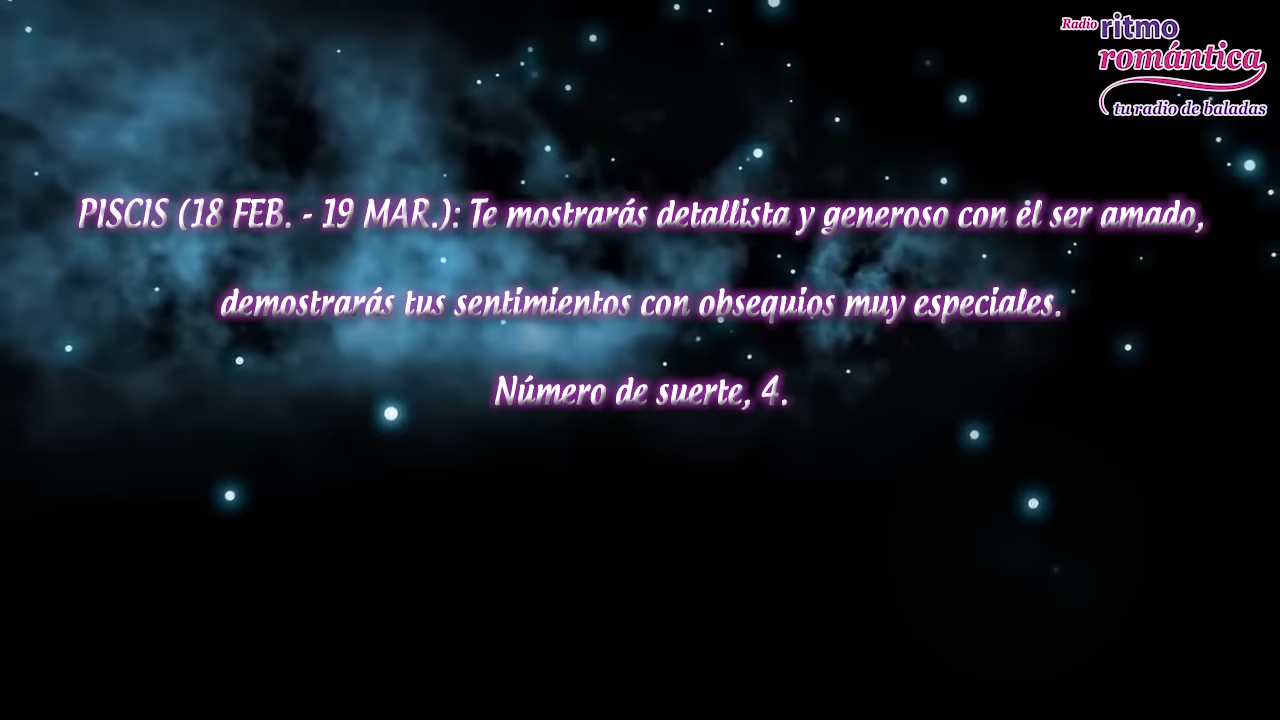 Radio ritmo
romántica
tu radio de baladas
PISCIS (18 FEB. - 19 MAR.): Te mostrarás detallista y generoso con él ser amado,
demostrarás tus sentimientos con obsequios muy especiales.
Número de suerte, 4.